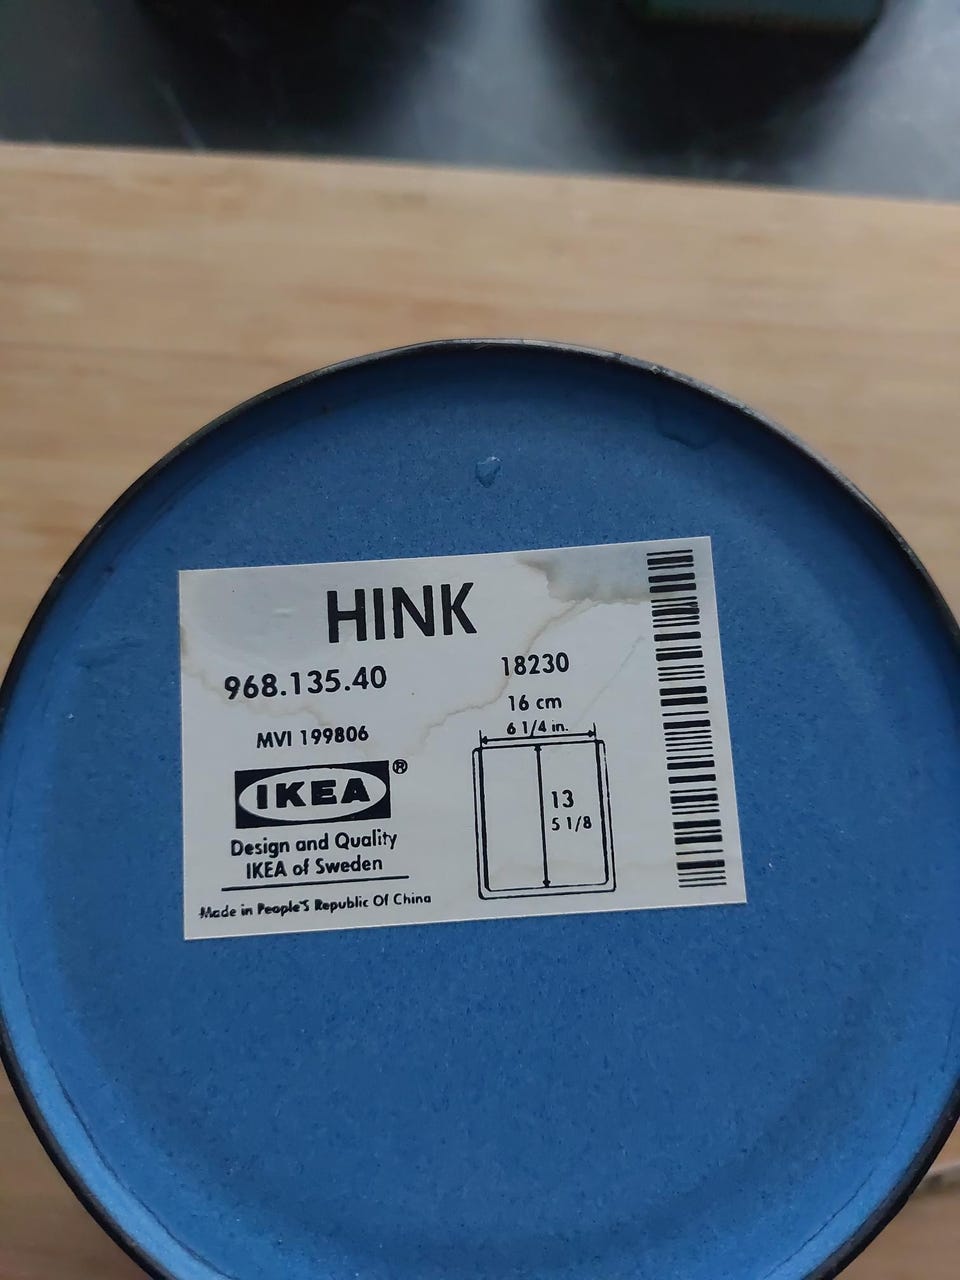 HINK
968.135.40
18230
16 cm
6 1/4 in.
MVI 199806
IKEA®
13
5 1/8
Design and Quality
IKEA of Sweden
Made in People'S Republic Of China